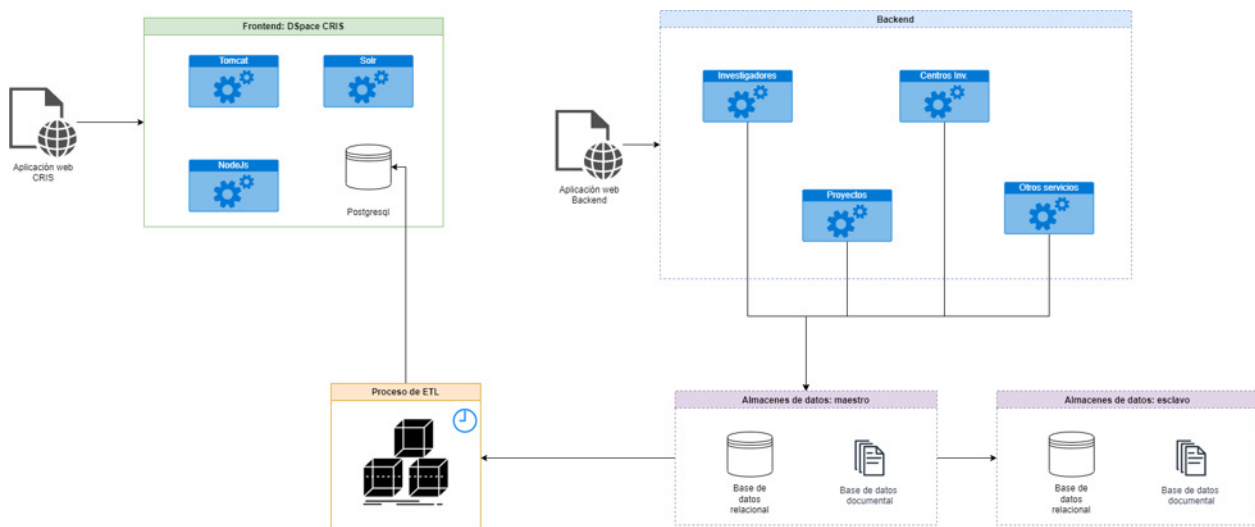 Frontend: DSpace CRIS
Tomcat
Solr
NodeJs
Postgresql
Aplicación web
CRIS
Backend
Investigadores
Centros Inv.
Proyectos
Otros servicios
Aplicación web
Backend
Proceso de ETL
Almacenes de datos: maestro
Base de
datos
relacional
Base de datos
documental
Almacenes de datos: esclavo
Base de
datos
relacional
Base de datos
documental